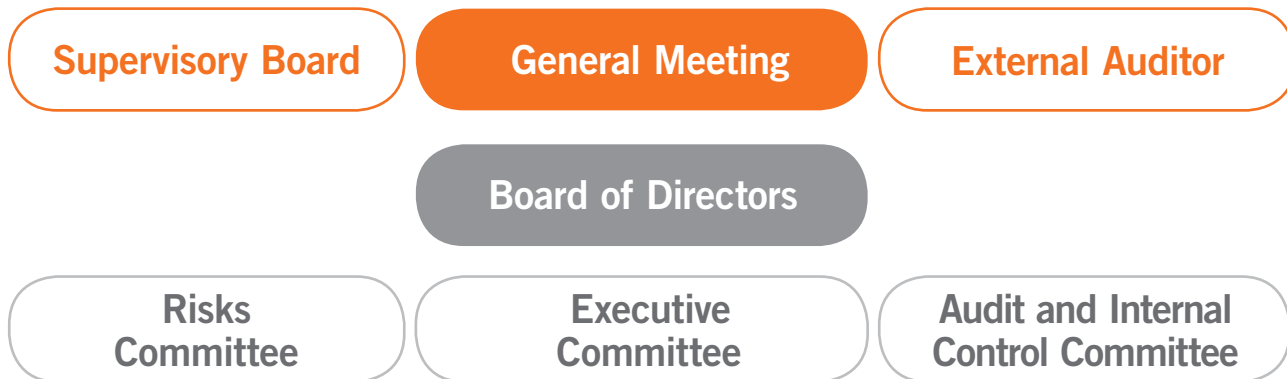 Supervisory Board
General Meeting
External Auditor
Board of Directors
Risks
Committee
Executive
Committee
Audit and Internal
Control Committee